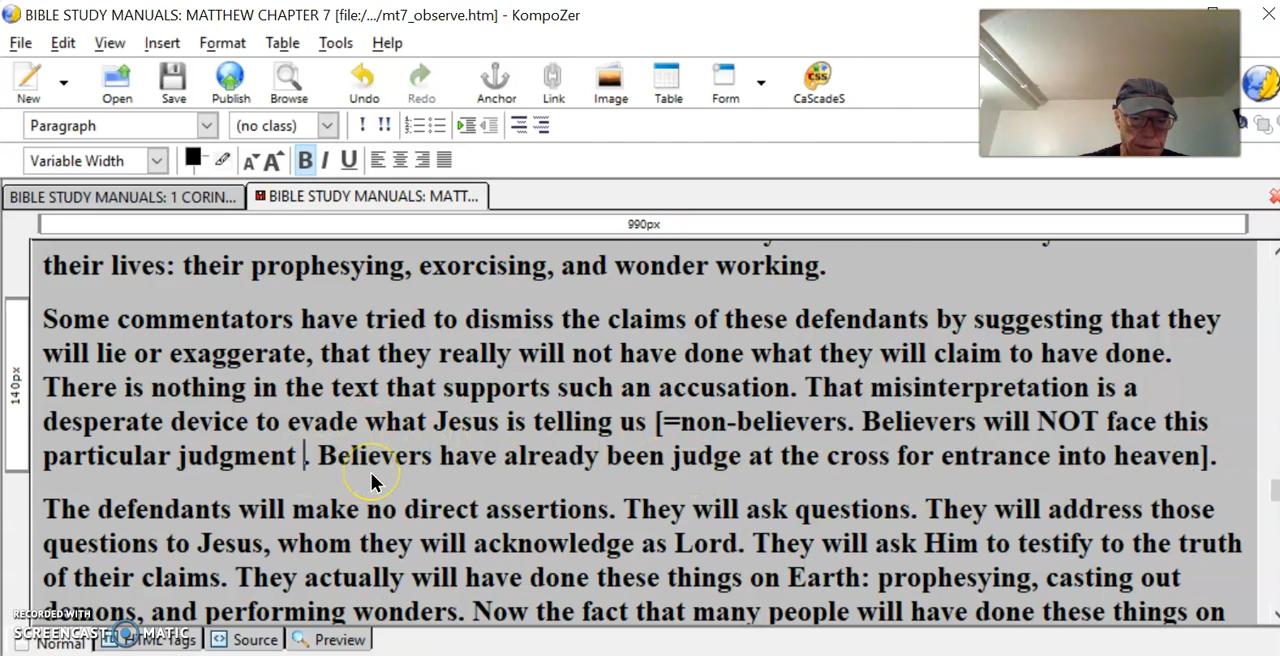 BIBLE STUDY MANUALS: MATTHEW CHAPTER 7 [file:/.../mt7_observe.htm] - KompoZer
File Edit View Insert Format Table Tools Help
New Open Save Publish Browse Undo Redo Anchor Link Image Table Form CaScadeS
Paragraph (no class) ! !!
Variable Width A A B I U
BIBLE STUDY MANUALS: 1 CORIN... BIBLE STUDY MANUALS: MATT...
990px
140px
their lives: their prophesying, exorcising, and wonder working.
Some commentators have tried to dismiss the claims of these defendants by suggesting that they
will lie or exaggerate, that they really will not have done what they will claim to have done.
There is nothing in the text that supports such an accusation. That misinterpretation is a
desperate device to evade what Jesus is telling us [=non-believers. Believers will NOT face this
particular judgment . Believers have already been judge at the cross for entrance into heaven].
The defendants will make no direct assertions. They will ask questions. They will address those
questions to Jesus, whom they will acknowledge as Lord. They will ask Him to testify to the truth
of their claims. They actually will have done these things on Earth: prophesying, casting out
demons, and performing wonders. Now the fact that many people will have done these things on
RECORDED WITH
SCREENCAST MATIC
Normal HTML Tags Source Preview